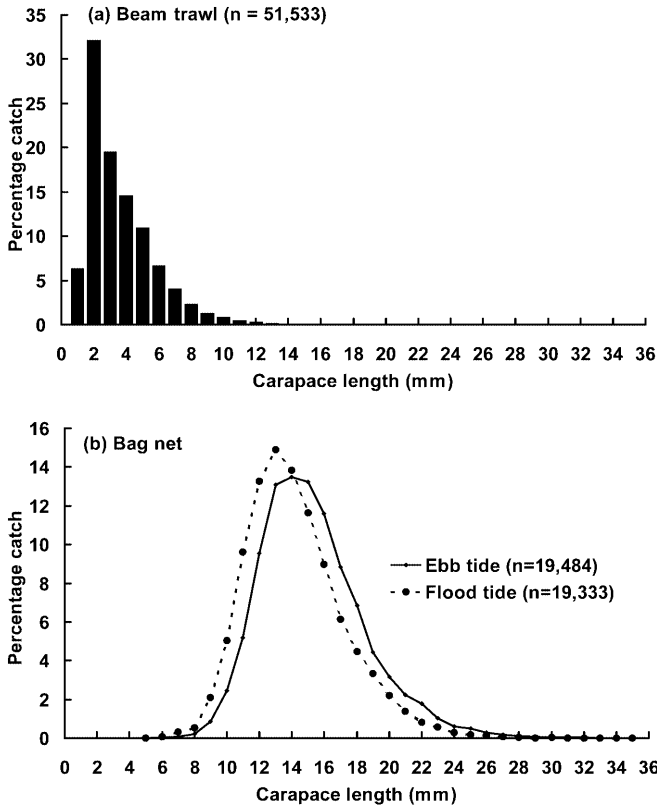 (a) Beam trawl (n = 51,533)
Percentage catch
35
30
25
20
15
10
5
0
0 2 4 6 8 10 12 14 16 18 20 22 24 26 28 30 32 34 36
Carapace length (mm)
(b) Bag net
Percentage catch
16
14
12
10
8
6
4
2
0
Ebb tide (n=19,484)
Flood tide (n=19,333)
0 2 4 6 8 10 12 14 16 18 20 22 24 26 28 30 32 34 36
Carapace length (mm)